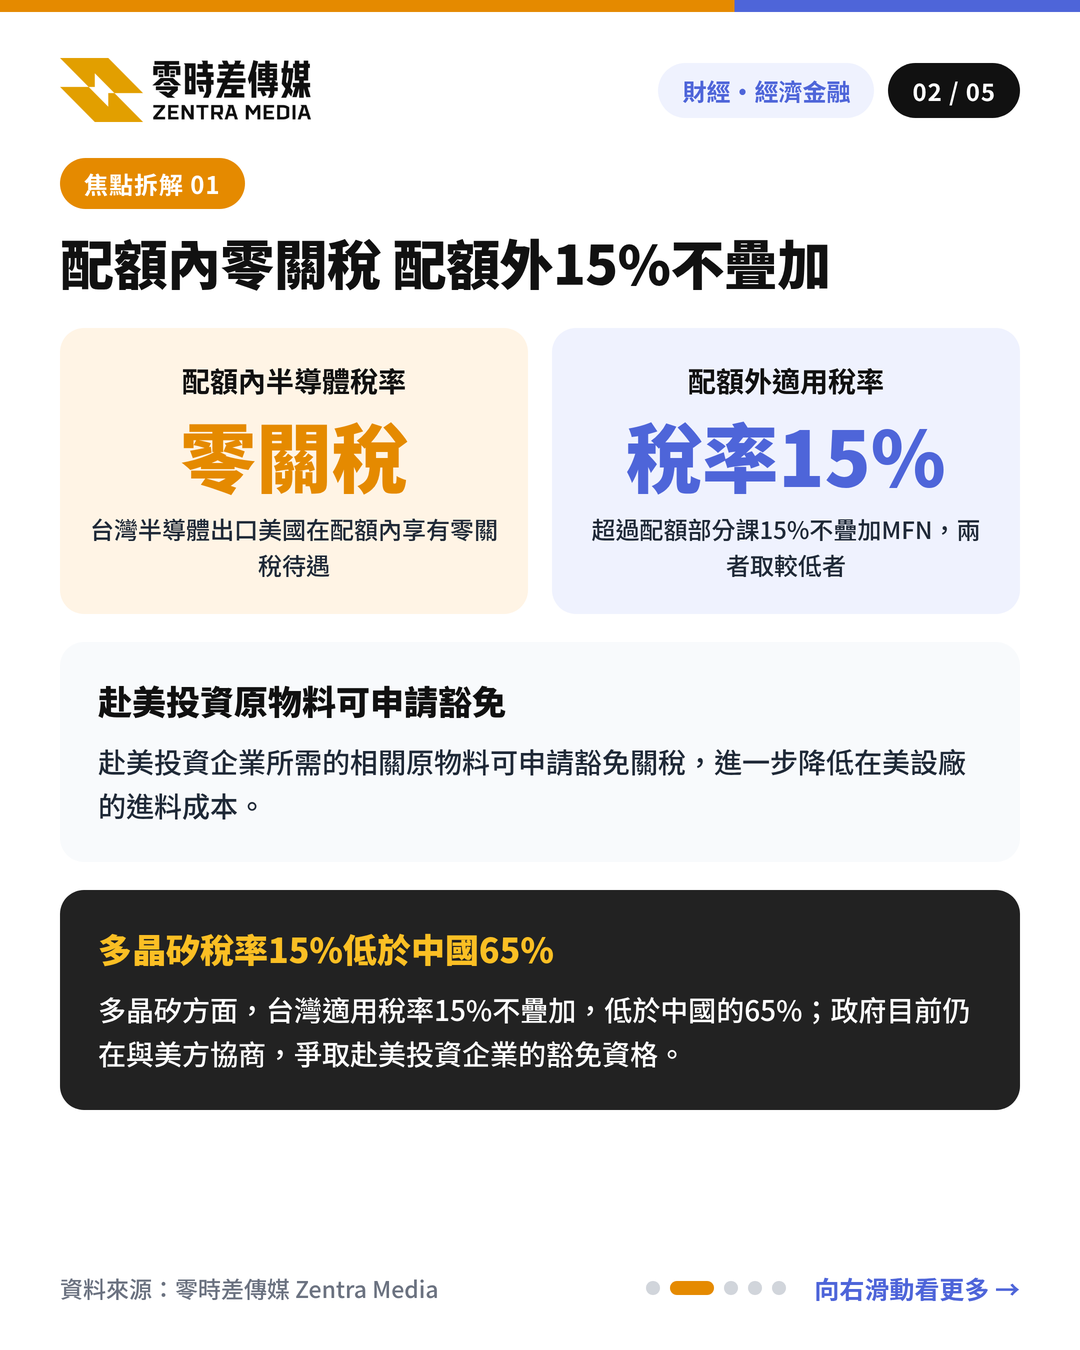 零時差傳媒
ZENTRA MEDIA
財經・經濟金融
02 / 05
焦點拆解 01
配額內零關稅 配額外15%不疊加
配額內半導體稅率
零關稅
台灣半導體出口美國在配額內享有零關
稅待遇
配額外適用稅率
稅率15%
超過配額部分課15%不疊加MFN，兩
者取較低者
赴美投資原物料可申請豁免
赴美投資企業所需的相關原物料可申請豁免關稅，進一步降低在美設廠
的進料成本。
多晶矽稅率15%低於中國65%
多晶矽方面，台灣適用稅率15%不疊加，低於中國的65%；政府目前仍
在與美方協商，爭取赴美投資企業的豁免資格。
資料來源：零時差傳媒 Zentra Media
向右滑動看更多 →